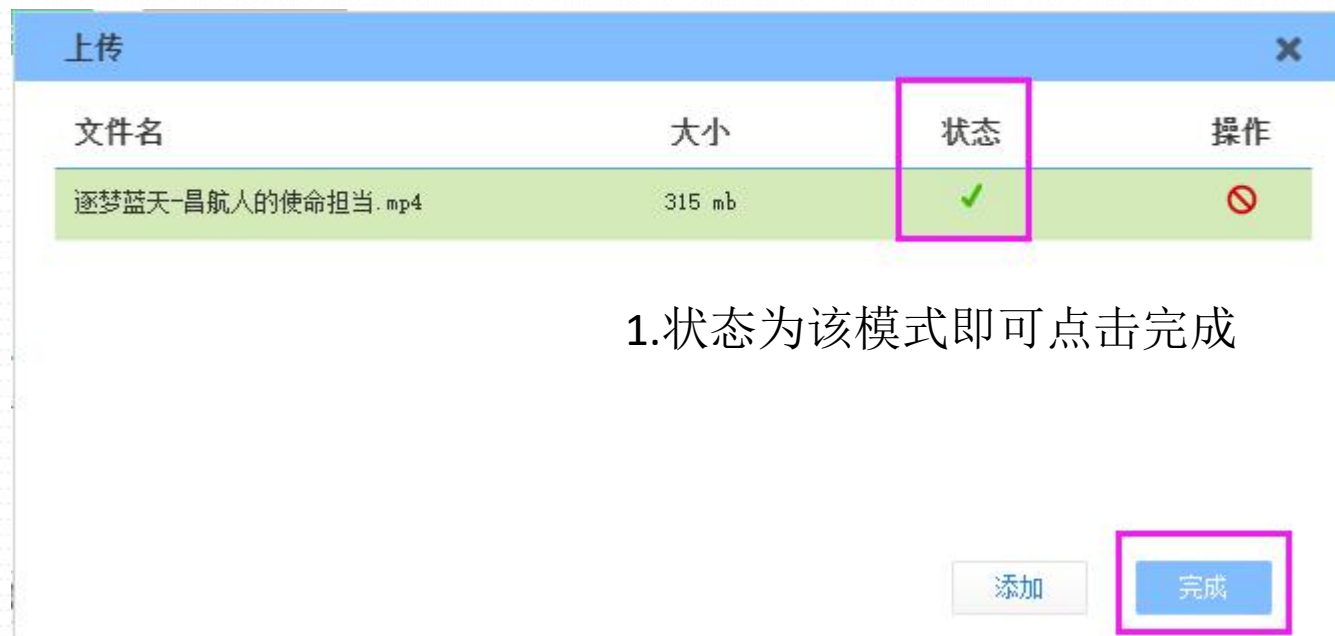 上传
文件名 大小 状态 操作
逐梦蓝天-昌航人的使命担当.mp4 315 mb
1.状态为该模式即可点击完成
添加 完成